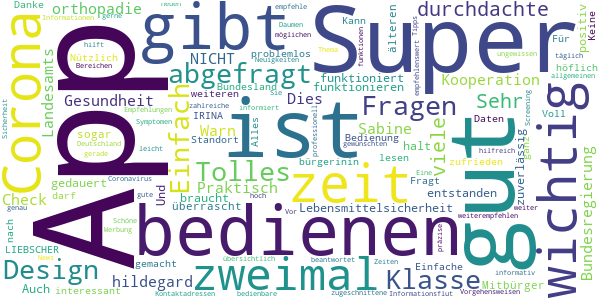 Danke
Informationen
gerne
orthopadie
gibt
empfehle
Daumen
möglichen
Super
Kann
älteren
durchdachte
funktionen
empfehlenswert
Tipps
Für
positiv
Keine
ungewissen
täglich
allgemeinen
höflich
hilft
Nützlich
Bereichen
NICHT
problemlos
Neuigkeiten
Thema
abgefragt
funktioniert
funktionieren
Kooperation
Corona
App
Landesamts
Gesundheit
weiteren
Bundesland
Sie
Dies
Fragen
Sehr
Daten
Screening
Voll
Sicherheit
sogar
Empfehlungen
Symptomen
Deutschland
gerade
zahlreiche
IRINA
informiert
professionell
Warn
Standort
Alles
ist
Sabine
Bedienung
gewünschten
viele
hilfreich
ganz
gut
wichtig
Einfach
leicht
Tolles
bürgerinin
halt
lesen
zufrieden
zuverlässig
Coronavirus
gedauert
Praktisch
zeit
Fragt
Eine
Check
darf
gute
Und
braucht
überrascht
hoch
entstanden
Lebensmittelsicherheit
weiterempfehlen
Bundesregierung
genau
nach
Schöne
Werbung
Vor
bedienen
präzise
weiter
LIEBSCHER
Design
News
gemacht
übersichtlich
zweimal
beantwortet
Zeiten
Einfache
Klasse
Mitbürger
informativ
Auch
interessant
hildegard
Kontaktadressen
bedienbare
zugeschnittene
Informationsflut
Vorgehensweisen